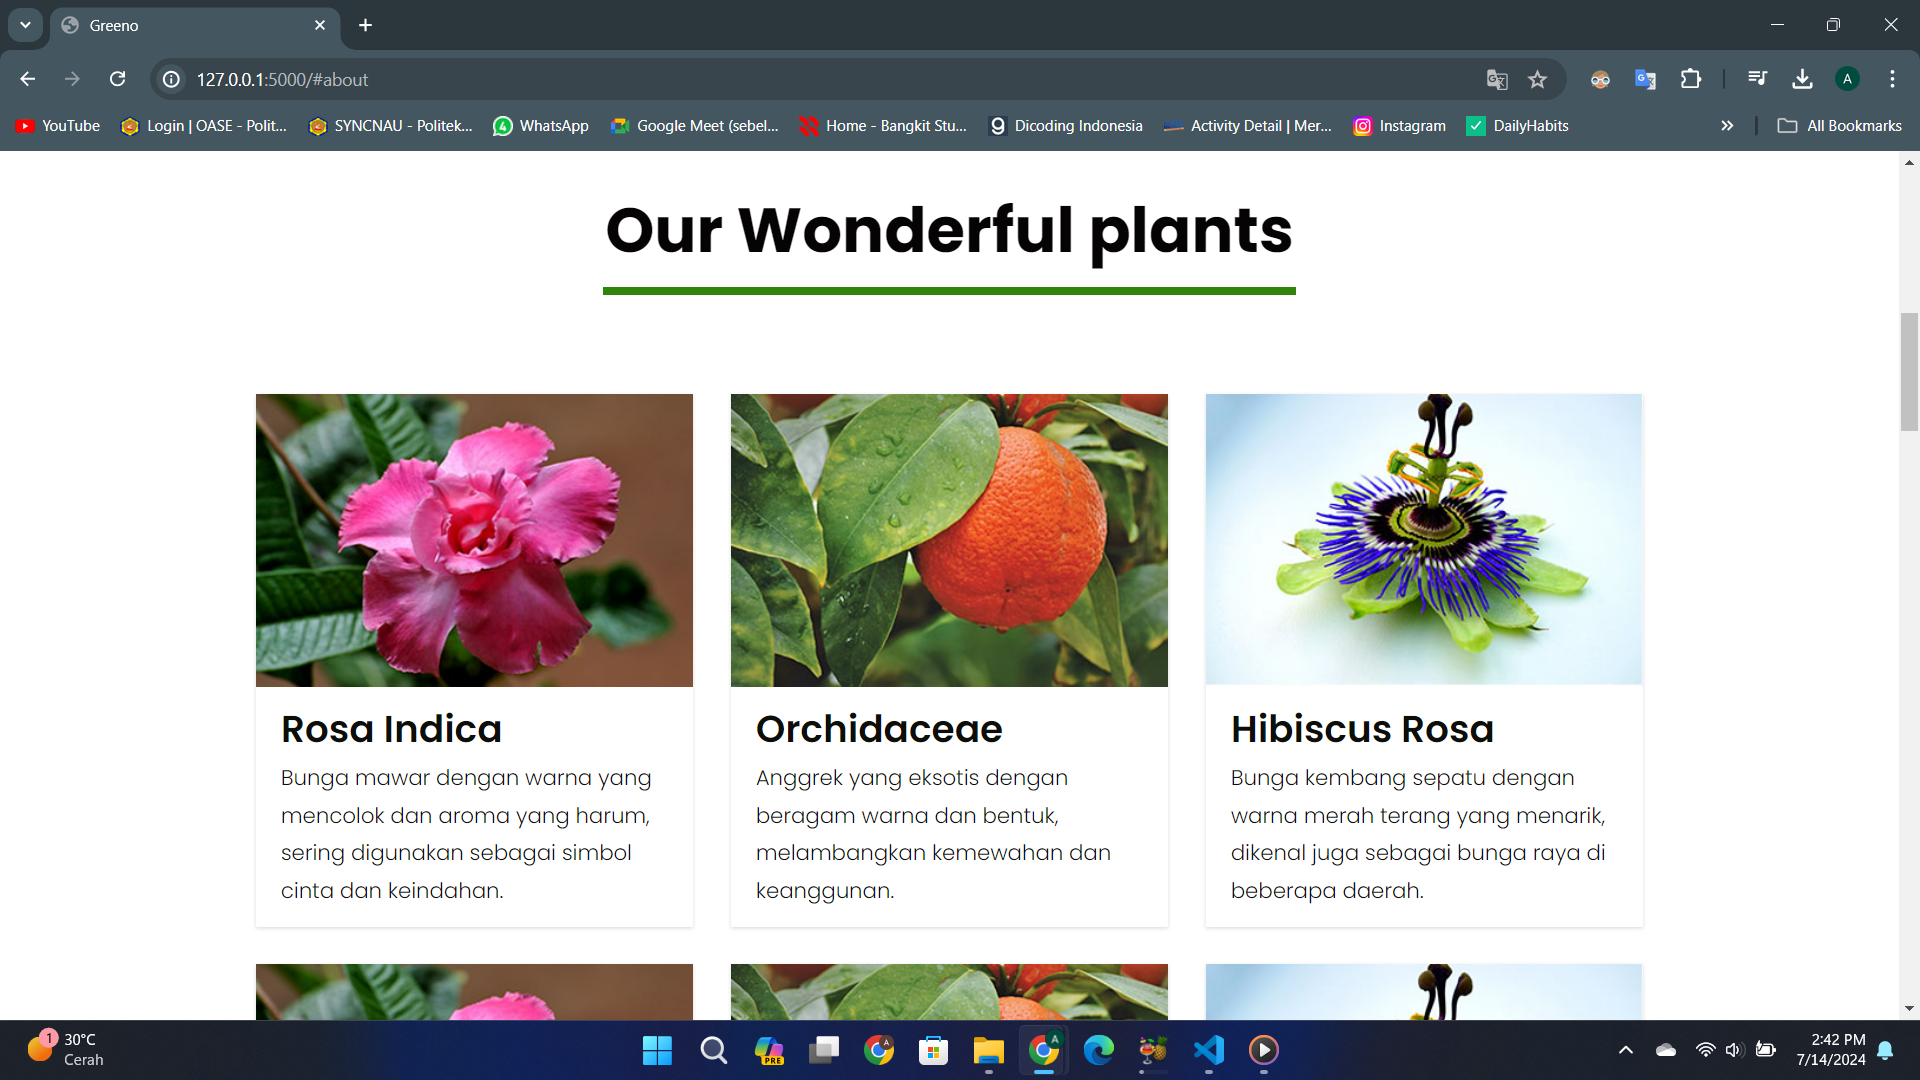 Greeno
127.0.0.1:5000/#about
A
YouTube
Login | OASE - Polit...
SYNCNAU - Politek...
4
WhatsApp
Google Meet (sebel...
Home - Bangkit Stu...
Dicoding Indonesia
Activity Detail | Mer...
Instagram
DailyHabits
All Bookmarks
Our Wonderful plants
Rosa Indica
Bunga mawar dengan warna yang
mencolok dan aroma yang harum,
sering digunakan sebagai simbol
cinta dan keindahan.
Orchidaceae
Anggrek yang eksotis dengan
beragam warna dan bentuk,
melambangkan kemewahan dan
keanggunan.
Hibiscus Rosa
Bunga kembang sepatu dengan
warna merah terang yang menarik,
dikenal juga sebagai bunga raya di
beberapa daerah.
1
30°C
Cerah
PRE
A
A
2:42 PM
7/14/2024